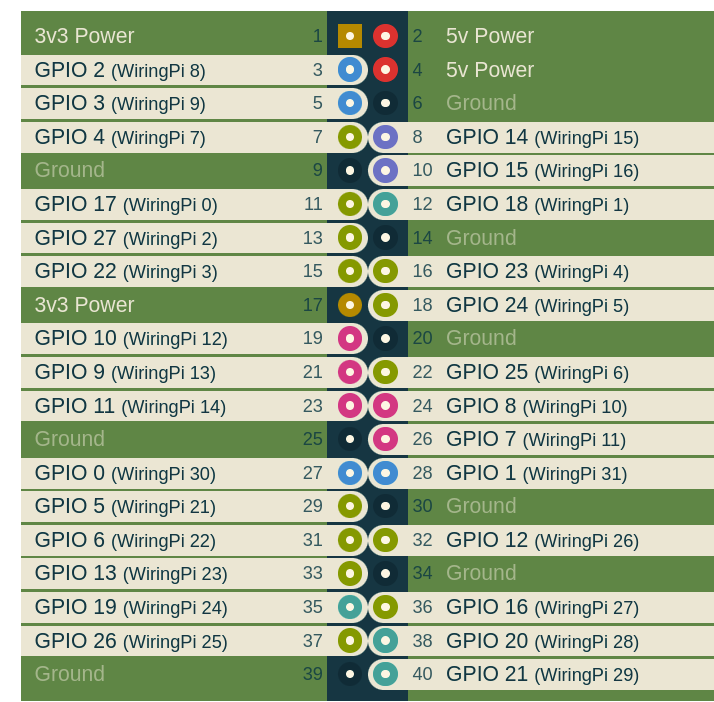 3v3 Power 1 2 5v Power
GPIO 2 (WiringPi 8) 3 4 5v Power
GPIO 3 (WiringPi 9) 5 6 Ground
GPIO 4 (WiringPi 7) 7 8 GPIO 14 (WiringPi 15)
Ground 9 10 GPIO 15 (WiringPi 16)
GPIO 17 (WiringPi 0) 11 12 GPIO 18 (WiringPi 1)
GPIO 27 (WiringPi 2) 13 14 Ground
GPIO 22 (WiringPi 3) 15 16 GPIO 23 (WiringPi 4)
3v3 Power 17 18 GPIO 24 (WiringPi 5)
GPIO 10 (WiringPi 12) 19 20 Ground
GPIO 9 (WiringPi 13) 21 22 GPIO 25 (WiringPi 6)
GPIO 11 (WiringPi 14) 23 24 GPIO 8 (WiringPi 10)
Ground 25 26 GPIO 7 (WiringPi 11)
GPIO 0 (WiringPi 30) 27 28 GPIO 1 (WiringPi 31)
GPIO 5 (WiringPi 21) 29 30 Ground
GPIO 6 (WiringPi 22) 31 32 GPIO 12 (WiringPi 26)
GPIO 13 (WiringPi 23) 33 34 Ground
GPIO 19 (WiringPi 24) 35 36 GPIO 16 (WiringPi 27)
GPIO 26 (WiringPi 25) 37 38 GPIO 20 (WiringPi 28)
Ground 39 40 GPIO 21 (WiringPi 29)